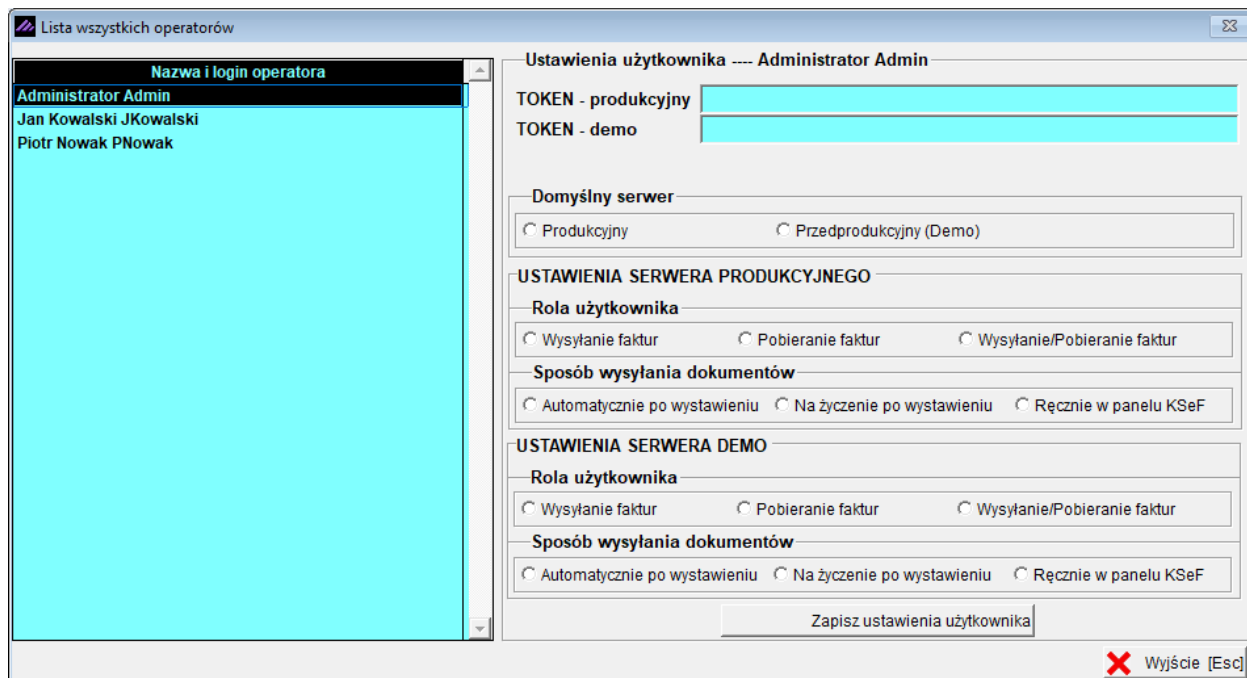 Lista wszystkich operatorów
Nazwa i login operatora
Administrator Admin
Jan Kowalski JKowalski
Piotr Nowak PNowak
Ustawienia użytkownika ---- Administrator Admin
TOKEN - produkcyjny
TOKEN - demo
Domyślny serwer
Produkcyjny Przedprodukcyjny (Demo)
USTAWIENIA SERWERA PRODUKCYJNEGO
Rola użytkownika
Wysyłanie faktur Pobieranie faktur Wysyłanie/Pobieranie faktur
Sposób wysyłania dokumentów
Automatycznie po wystawieniu Na życzenie po wystawieniu Ręcznie w panelu KSeF
USTAWIENIA SERWERA DEMO
Rola użytkownika
Wysyłanie faktur Pobieranie faktur Wysyłanie/Pobieranie faktur
Sposób wysyłania dokumentów
Automatycznie po wystawieniu Na życzenie po wystawieniu Ręcznie w panelu KSeF
Zapisz ustawienia użytkownika
Wyjście [Esc]